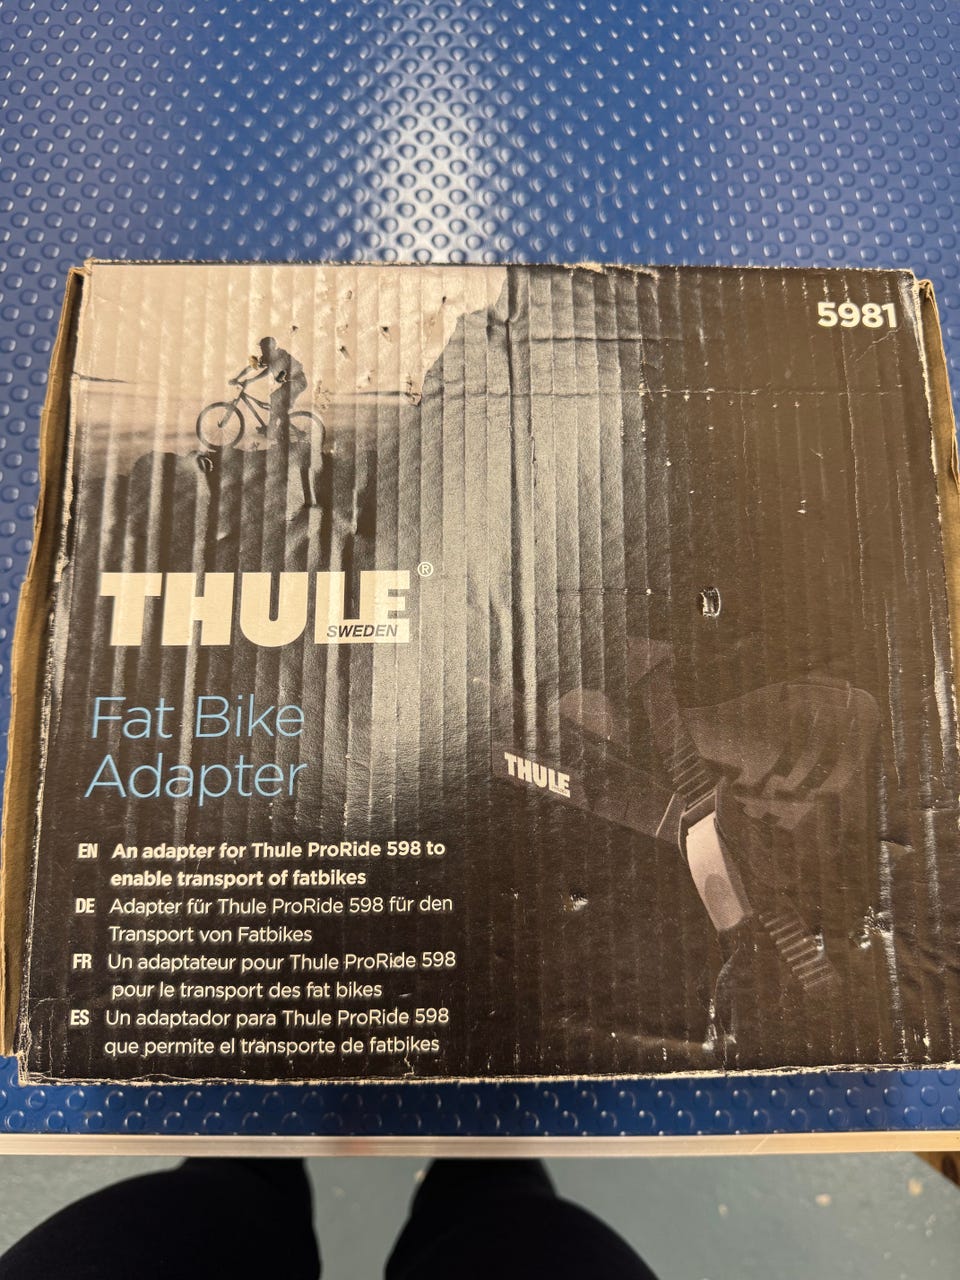 5981
THULE®
SWEDEN
Fat Bike
Adapter
THULE
EN An adapter for Thule ProRide 598 to
enable transport of fatbikes
DE Adapter für Thule ProRide 598 für den
Transport von Fatbikes
FR Un adaptateur pour Thule ProRide 598
pour le transport des fat bikes
ES Un adaptador para Thule ProRide 598
que permite el transporte de fatbikes